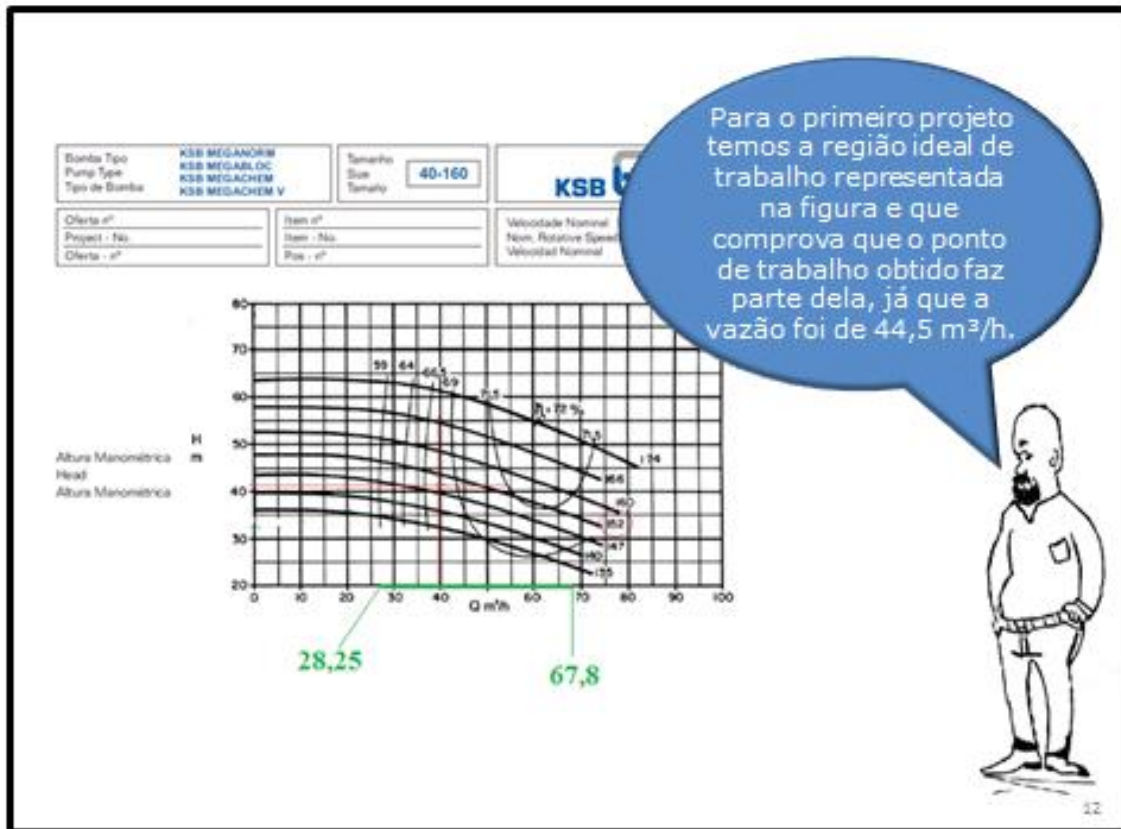 Para o primeiro projeto
temos a região ideal de
trabalho representada
na figura e que
comprova que o ponto
de trabalho obtido faz
parte dela, já que a
vazão foi de 44,5 m³/h.
Bomba Tipo
Pump Type
Tipo de Bomba
KSB MEGANORM
KSB MEGABLOC
KSB MEGACHEM
KSB MEGACHEM V
Tamanho
Size
Tamaño
40-160
KSB
Oferta nº
Project - No.
Oferta - nº
Item nº
Item - No.
Pos - nº
Velocidade Nominal
Nom. Rotative Speed
Velocidad Nominal
80
70
60
50
40
30
20
H
m
Altura Manométrica
Head
Altura Manométrica
59 64 66,5 69 71,5 η=72 %
174
166
160
152
147
140
135
0 10 20 30 40 50 60 70 80 90 100
Q m³/h
28,25
67,8
12